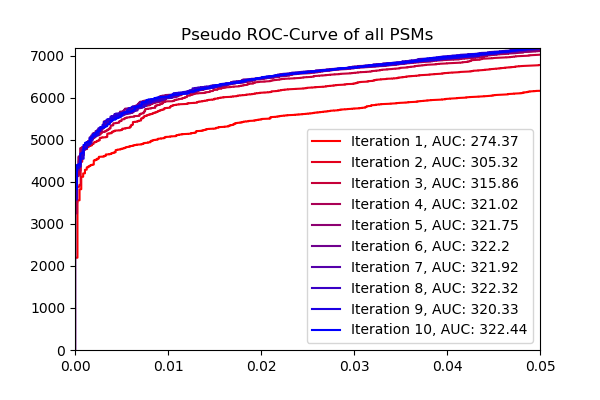 Pseudo ROC-Curve of all PSMs
7000
6000
5000
4000
3000
2000
1000
0
Iteration 1, AUC: 274.37
Iteration 2, AUC: 305.32
Iteration 3, AUC: 315.86
Iteration 4, AUC: 321.02
Iteration 5, AUC: 321.75
Iteration 6, AUC: 322.2
Iteration 7, AUC: 321.92
Iteration 8, AUC: 322.32
Iteration 9, AUC: 320.33
Iteration 10, AUC: 322.44
0.00 0.01 0.02 0.03 0.04 0.05